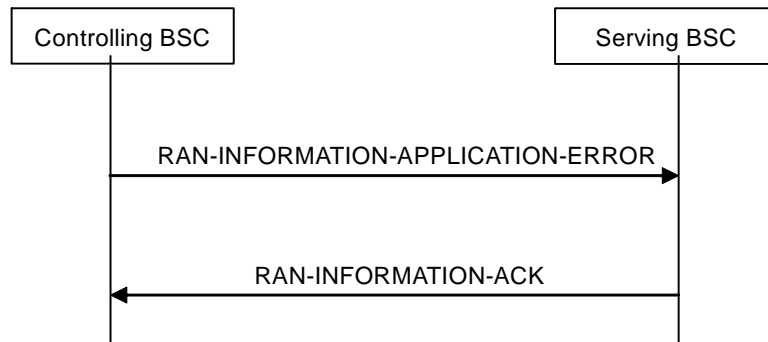 Controlling BSC
Serving BSC
RAN-INFORMATION-APPLICATION-ERROR
RAN-INFORMATION-ACK